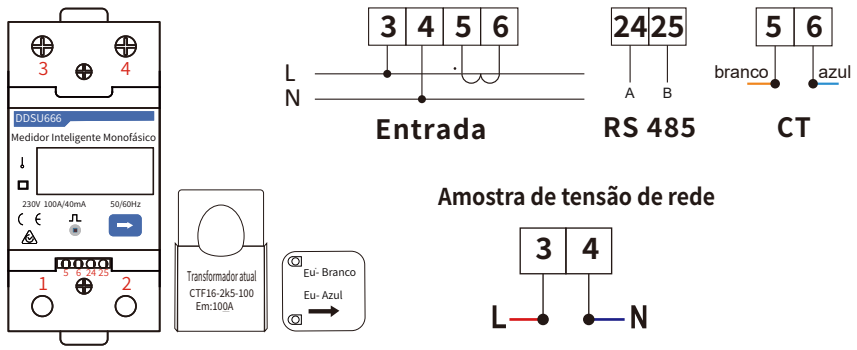 3 4
DDSU666
Medidor Inteligente Monofásico
230V 100A/40mA 50/60Hz
CE
5 6 24 25
1 2
Transformador atual
CTF16-2k5-100
Em:100A
Eu- Branco
Eu- Azul
3 4 5 6
L
N
Entrada
24 25
A B
RS 485
5 6
branco azul
CT
Amostra de tensão de rede
3 4
L N